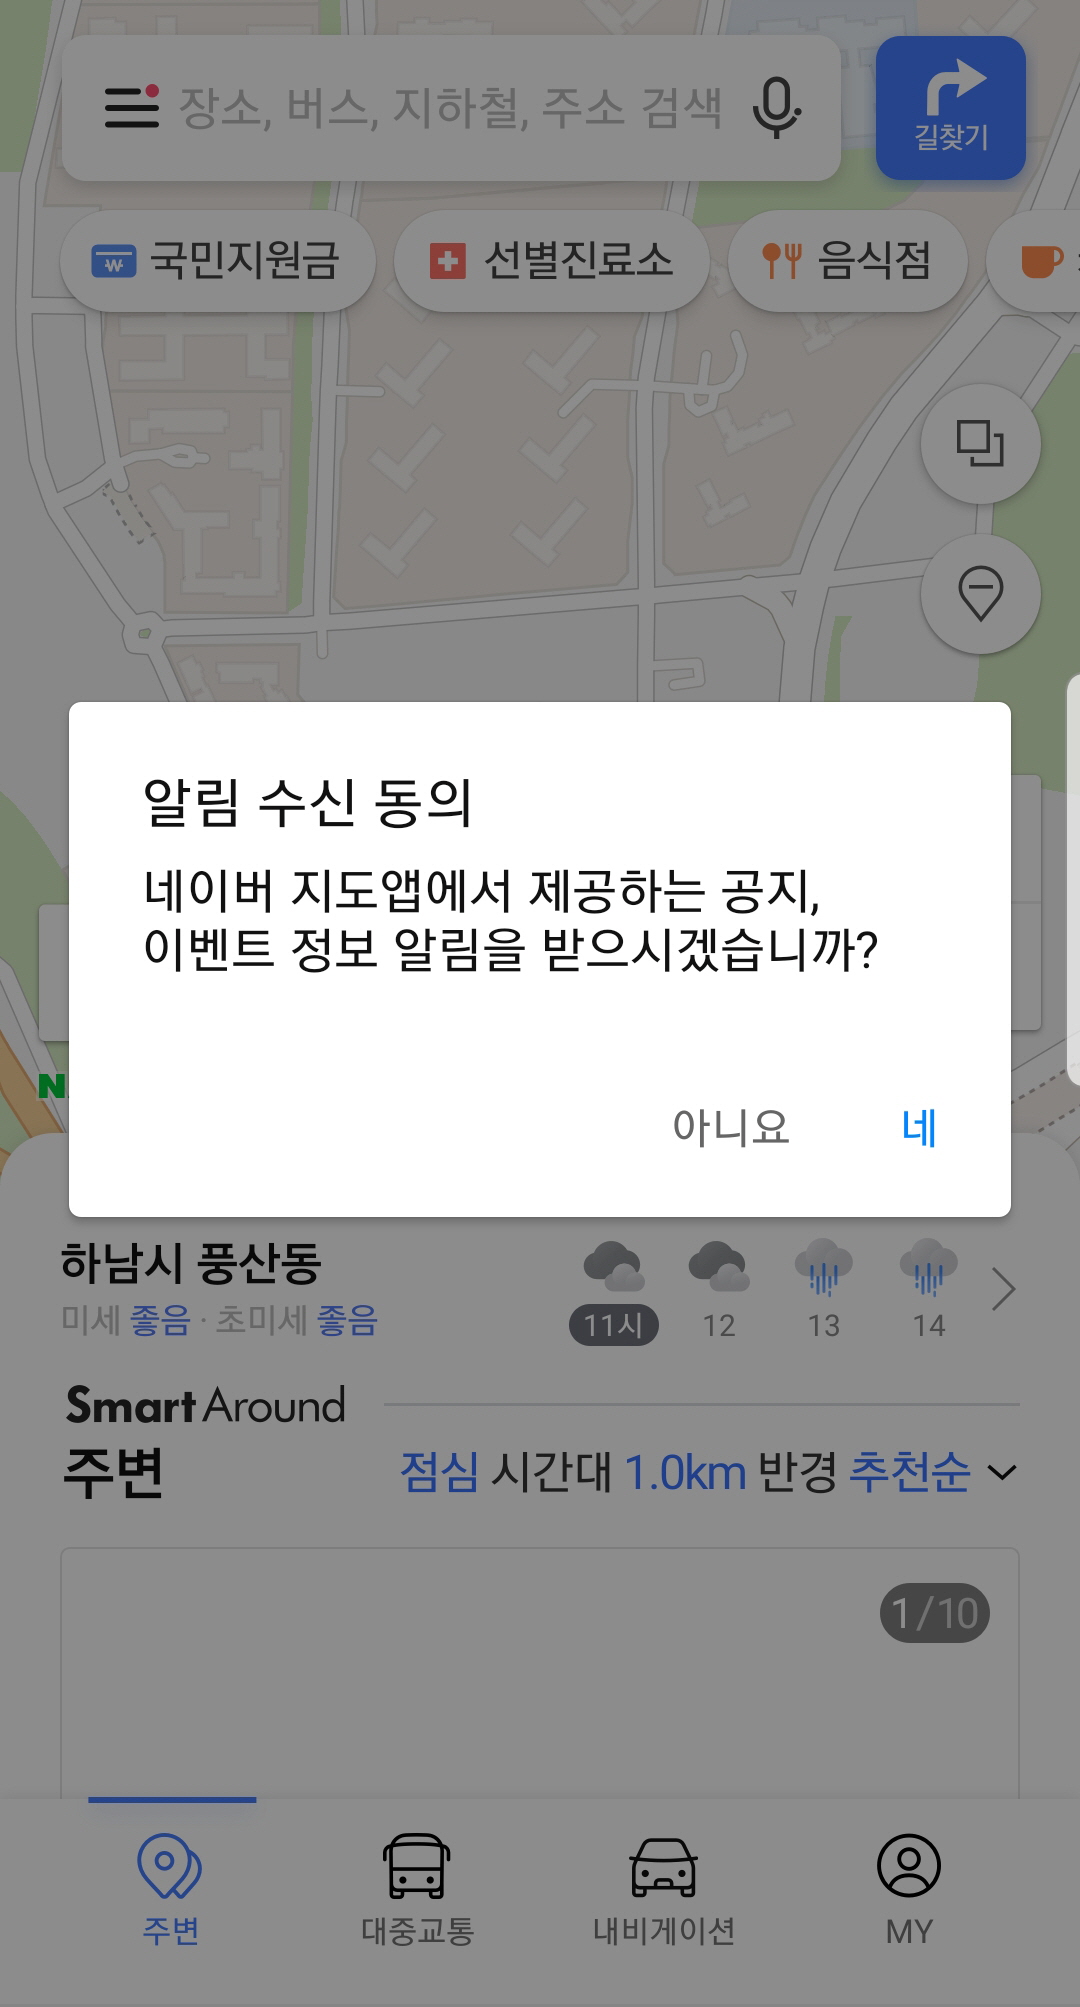 장소, 버스, 지하철, 주소 검색
길찾기
국민지원금
선별진료소
음식점
알림 수신 동의
네이버 지도앱에서 제공하는 공지,
이벤트 정보 알림을 받으시겠습니까?
아니요
네
N
하남시 풍산동
미세 좋음 · 초미세 좋음
11시
12
13
14
Smart Around
주변
점심 시간대 1.0km 반경 추천순
1/10
주변
대중교통
내비게이션
MY